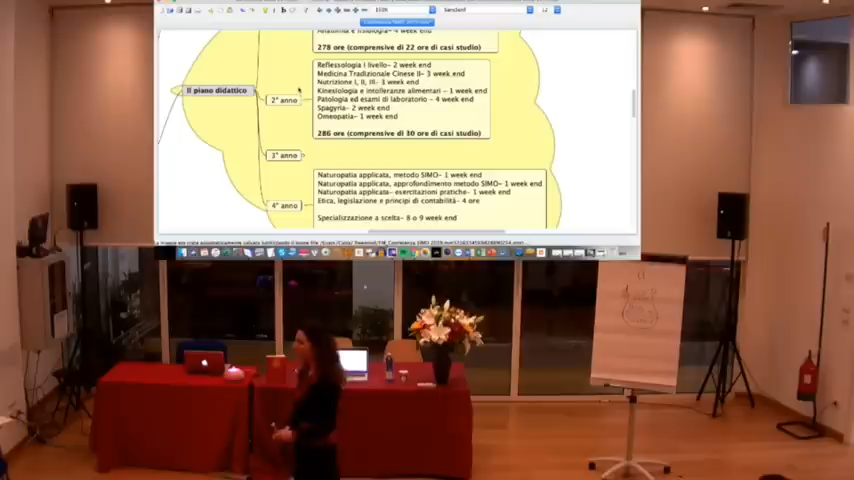 Il piano didattico
278 ore (comprensive di 22 ore di casi studio)
2° anno
Reflessologia I livello- 2 week end
Medicina Tradizionale Cinese II- 3 week end
Nutrizione I, II, III- 3 week end
Kinesiologia e intolleranze alimentari - 1 week end
Patologia ed esami di laboratorio - 4 week end
Spagyria- 2 week end
Omeopatia- 1 week end
286 ore (comprensive di 30 ore di casi studio)
3° anno
4° anno
Naturopatia applicata, metodo SIMO- 1 week end
Naturopatia applicata, approfondimento metodo SIMO- 1 week end
Naturopatia applicata- esercitazioni pratiche- 1 week end
Etica, legislazione e principi di contabilità- 4 ore
Specializzazione a scelta- 8 o 9 week end